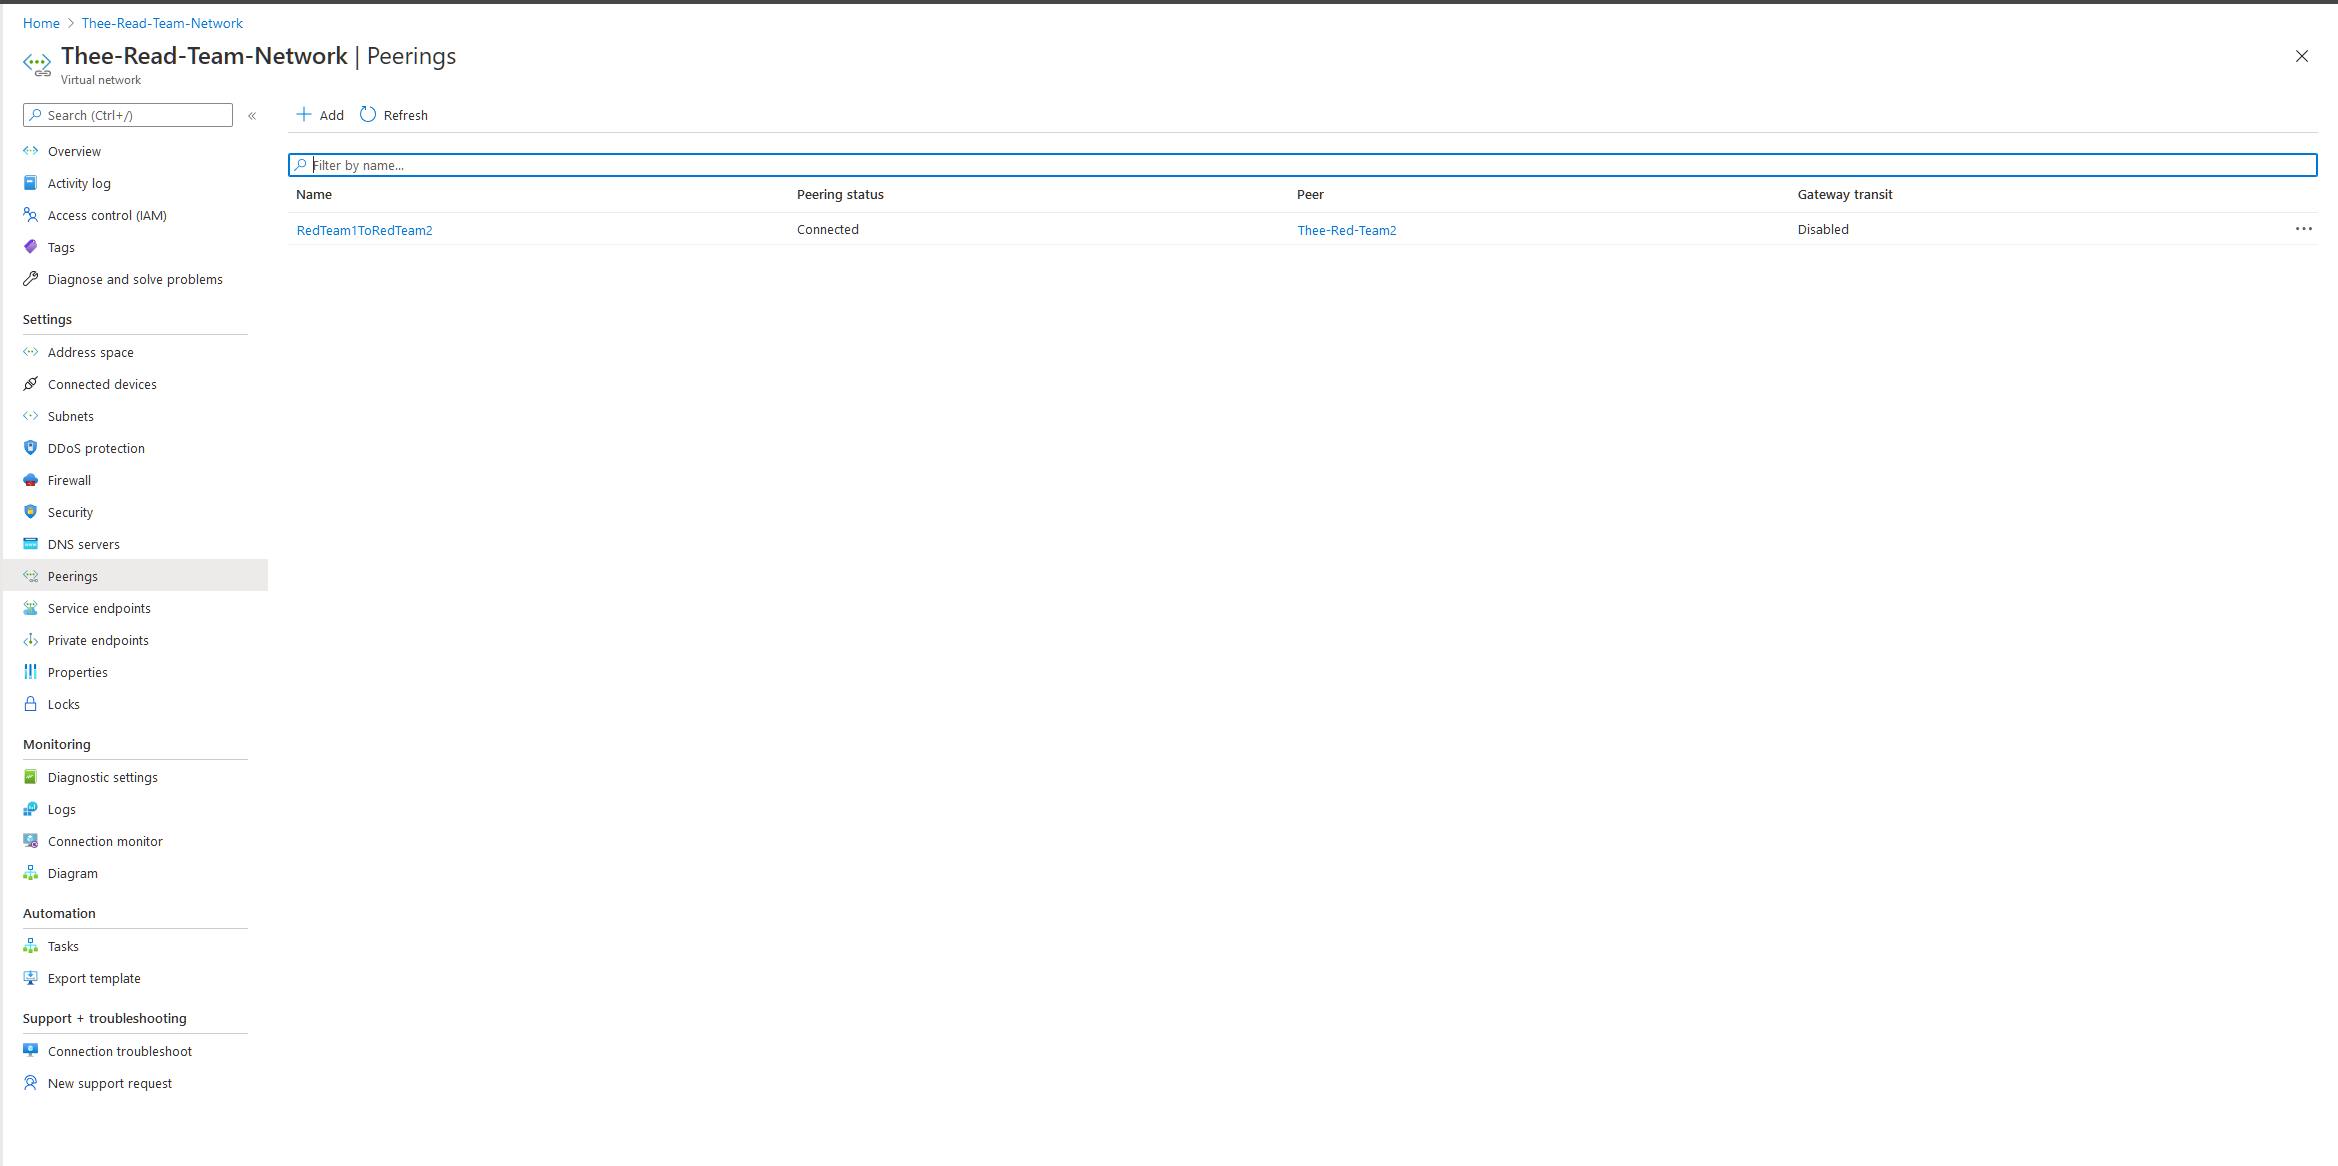 Home > Thee-Read-Team-Network
Thee-Read-Team-Network | Peerings
Virtual network
Search (Ctrl+/)
«
Add
Refresh
Overview
Activity log
Access control (IAM)
Tags
Diagnose and solve problems
Settings
Address space
Connected devices
Subnets
DDoS protection
Firewall
Security
DNS servers
Peerings
Service endpoints
Private endpoints
Properties
Locks
Monitoring
Diagnostic settings
Logs
Connection monitor
Diagram
Automation
Tasks
Export template
Support + troubleshooting
Connection troubleshoot
New support request
Filter by name...
Name Peering status Peer Gateway transit
RedTeam1ToRedTeam2 Connected Thee-Red-Team2 Disabled